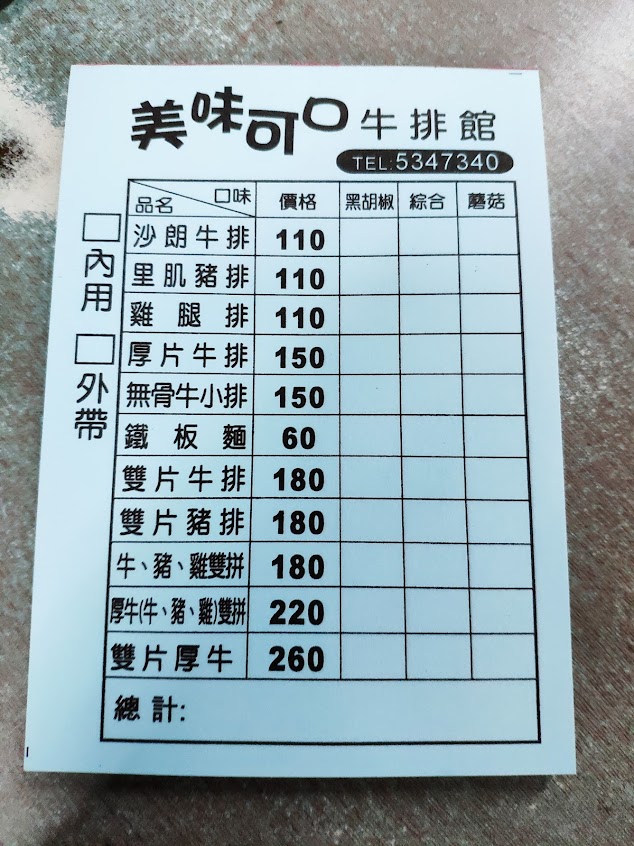 美味可口牛排館
TEL:5347340
品名 口味 價格 黑胡椒 綜合 蘑菇
沙朗牛排 110
里肌豬排 110
雞腿排 110
厚片牛排 150
無骨牛小排 150
鐵板麵 60
雙片牛排 180
雙片豬排 180
牛、豬、雞雙拼 180
厚牛(牛、豬、雞)雙拼 220
雙片厚牛 260
總計:
□內用
□外帶